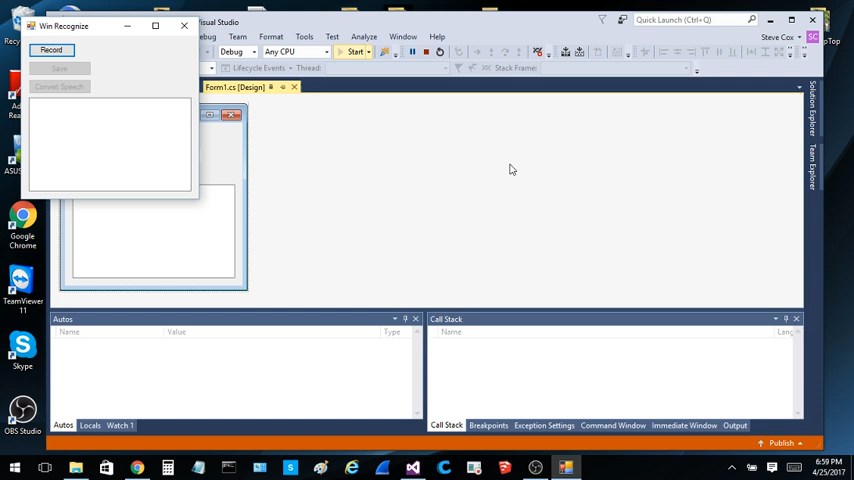 Win Recognize
Visual Studio
Quick Launch (Ctrl+Q)
Debug Team Format Tools Test Analyze Window Help
Steve Cox
SC
Record
Save
Convert Speech
Debug Any CPU Start
Lifecycle Events Thread: Stack Frame:
Form1.cs [Design]
Solution Explorer
Team Explorer
Google
Chrome
TeamViewer
11
Skype
OBS Studio
Autos
Name Value Type
Call Stack
Name Lang
Autos Locals Watch 1
Call Stack Breakpoints Exception Settings Command Window Immediate Window Output
Publish
6:59 PM
4/25/2017